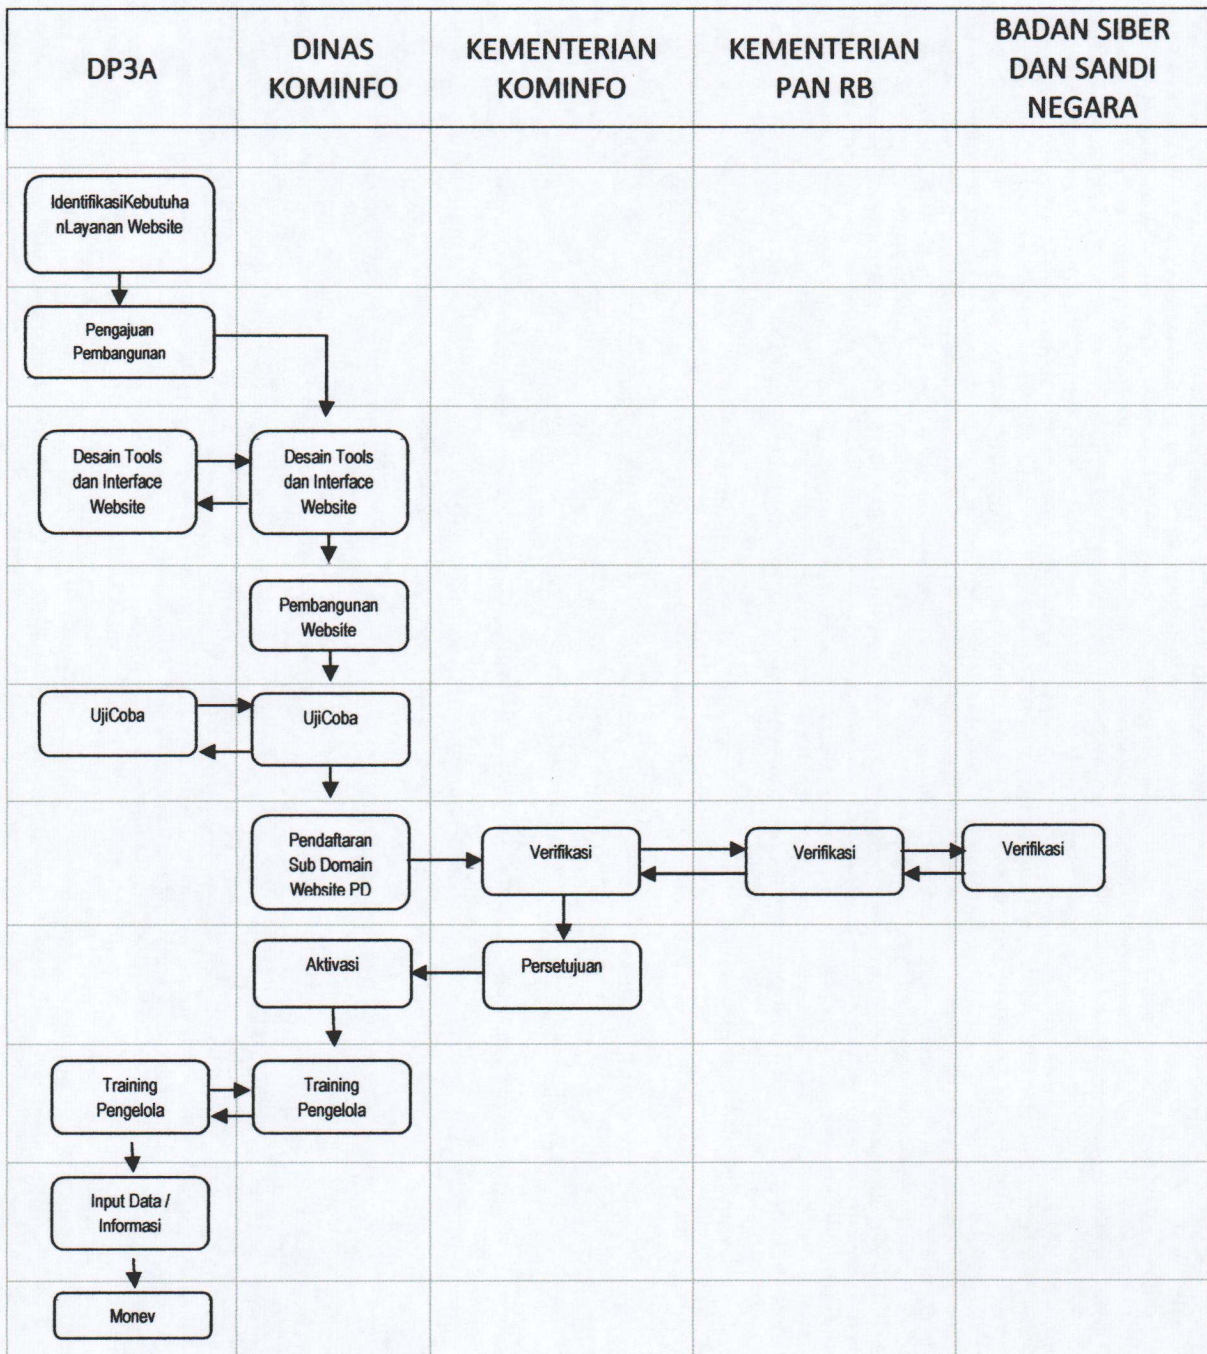 DP3A
DINAS
KOMINFO
KEMENTERIAN
KOMINFO
KEMENTERIAN
PAN RB
BADAN SIBER
DAN SANDI
NEGARA
IdentifikasiKebutuha
nLayanan Website
Pengajuan
Pembangunan
Desain Tools
dan Interface
Website
Desain Tools
dan Interface
Website
Pembangunan
Website
UjiCoba
UjiCoba
Pendaftaran
Sub Domain
Website PD
Verifikasi
Verifikasi
Verifikasi
Aktivasi
Persetujuan
Training
Pengelola
Training
Pengelola
Input Data /
Informasi
Monev